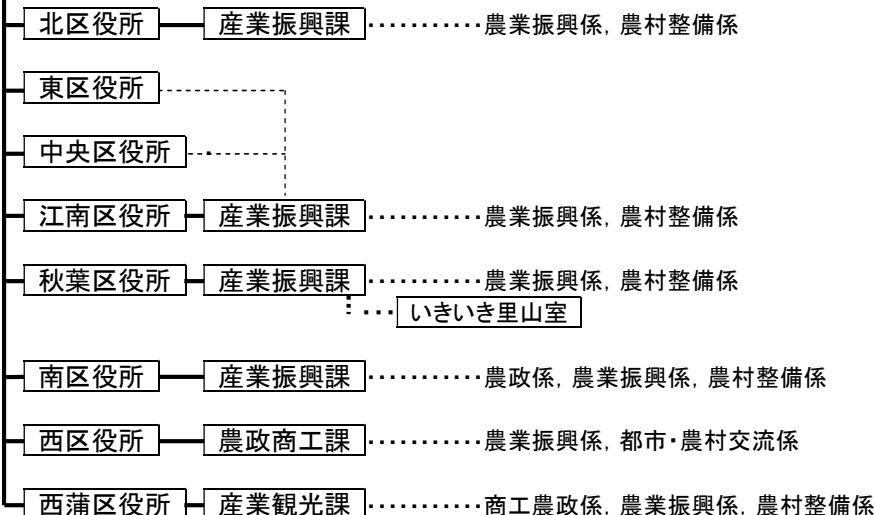 北区役所 産業振興課 ・・・・・・・・・・・農業振興係，農村整備係
東区役所
中央区役所
江南区役所 産業振興課 ・・・・・・・・・・・農業振興係，農村整備係
秋葉区役所 産業振興課 ・・・・・・・・・・・農業振興係，農村整備係
いきいき里山室
南区役所 産業振興課 ・・・・・・・・・・・農政係，農業振興係，農村整備係
西区役所 農政商工課 ・・・・・・・・・・・農業振興係，都市・農村交流係
西蒲区役所 産業観光課 ・・・・・・・・・・・商工農政係，農業振興係，農村整備係